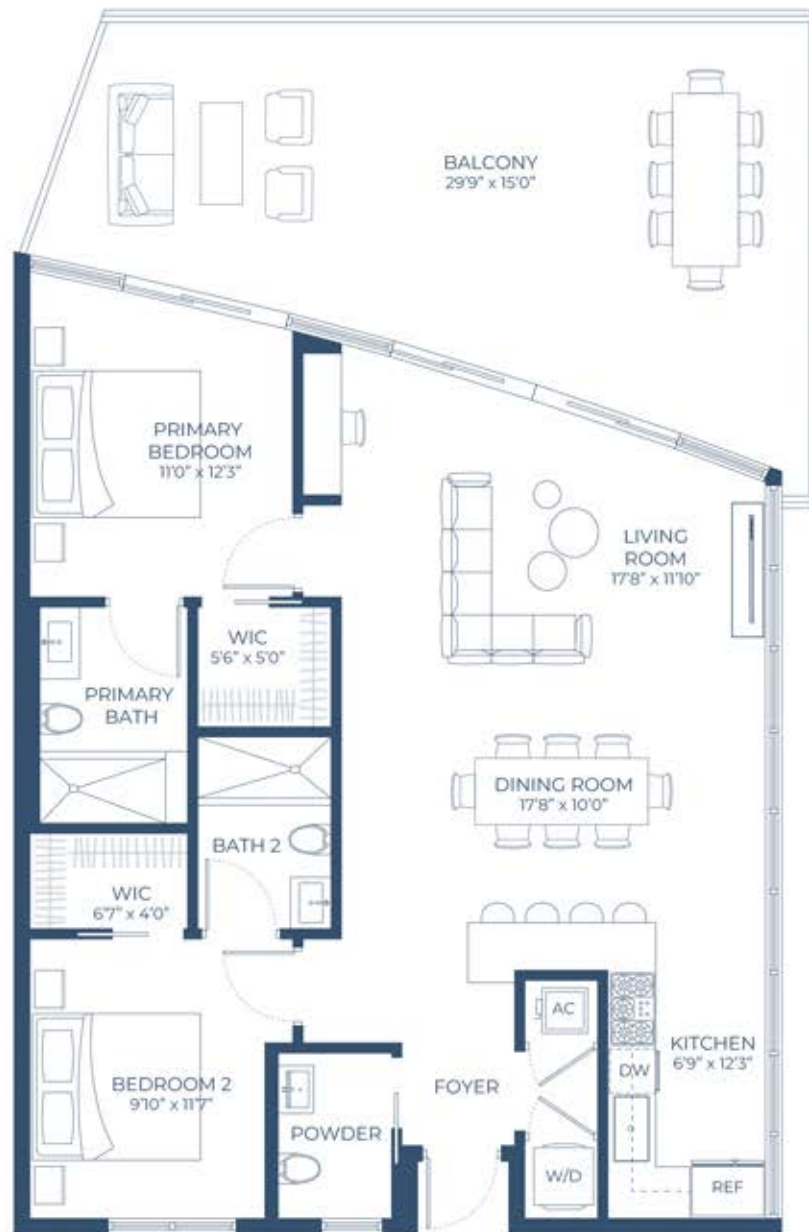 BALCONY
29'9" x 15'0"
PRIMARY
BEDROOM
11'0" x 12'3"
LIVING
ROOM
17'8" x 11'10"
WIC
5'6" x 5'0"
PRIMARY
BATH
DINING ROOM
17'8" x 10'0"
BATH 2
WIC
6'7" x 4'0"
AC
KITCHEN
6'9" x 12'3"
DW
BEDROOM 2
9'10" x 11'7"
FOYER
POWDER
W/D
REF